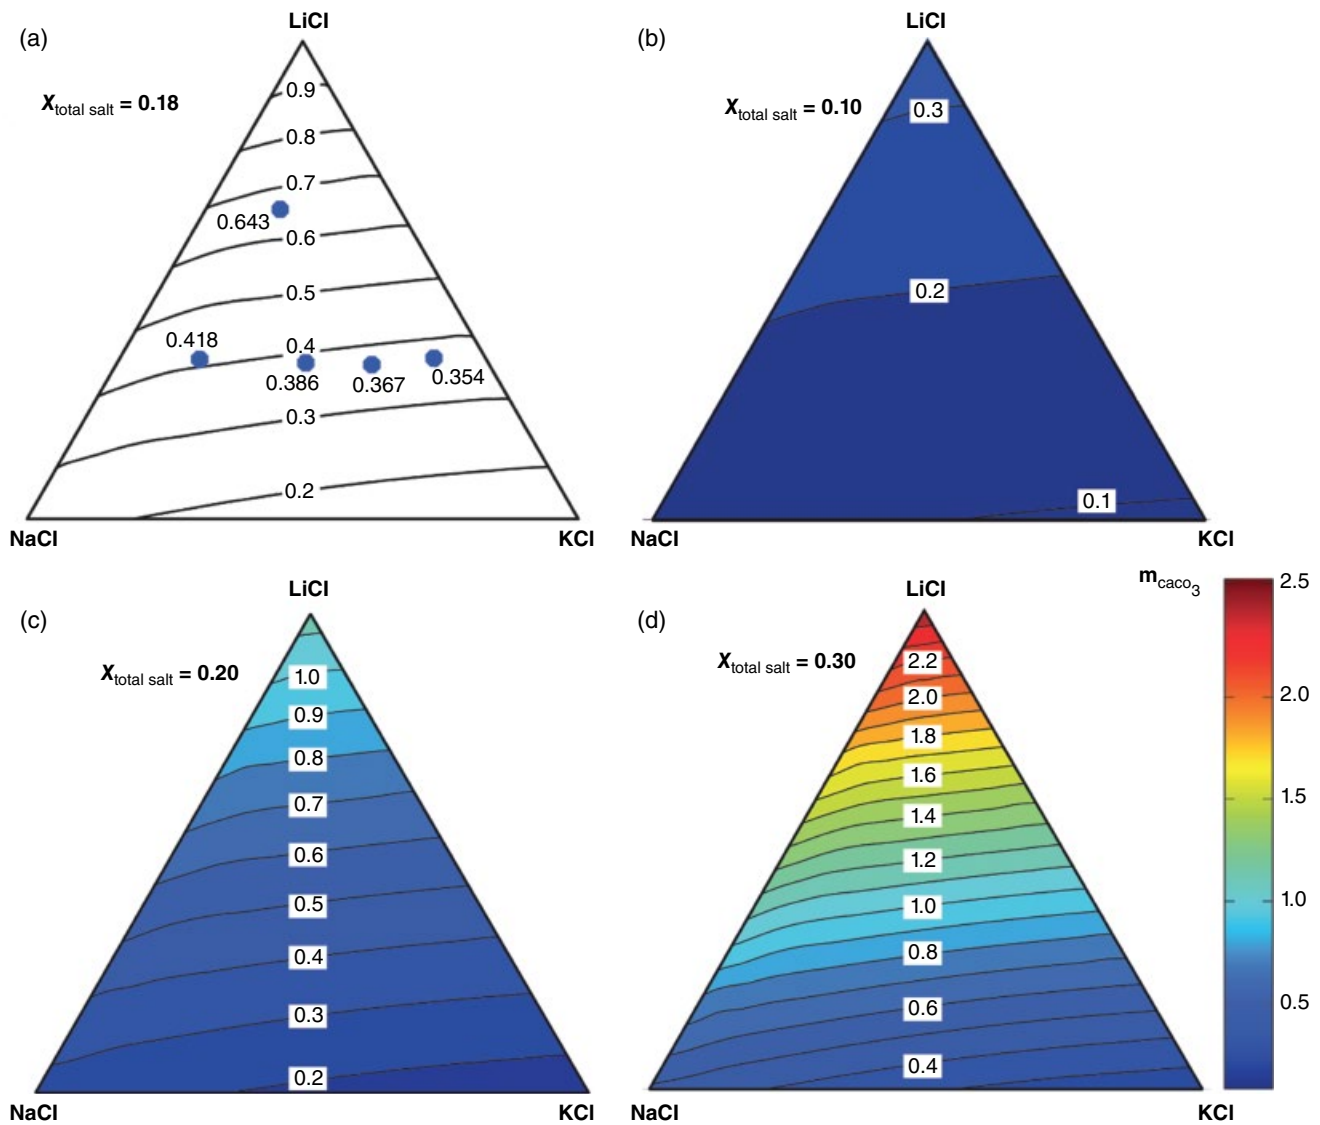 (a)
LiCl
X total salt = 0.18
0.9
0.8
0.7
0.643
0.6
0.5
0.418
0.4
0.386
0.367
0.354
0.3
0.2
NaCl
KCl
(b)
LiCl
X total salt = 0.10
0.3
0.2
0.1
NaCl
KCl
(c)
LiCl
X total salt = 0.20
1.0
0.9
0.8
0.7
0.6
0.5
0.4
0.3
0.2
NaCl
KCl
(d)
LiCl
X total salt = 0.30
2.2
2.0
1.8
1.6
1.4
1.2
1.0
0.8
0.6
0.4
NaCl
KCl
m caco3
2.5
2.0
1.5
1.0
0.5